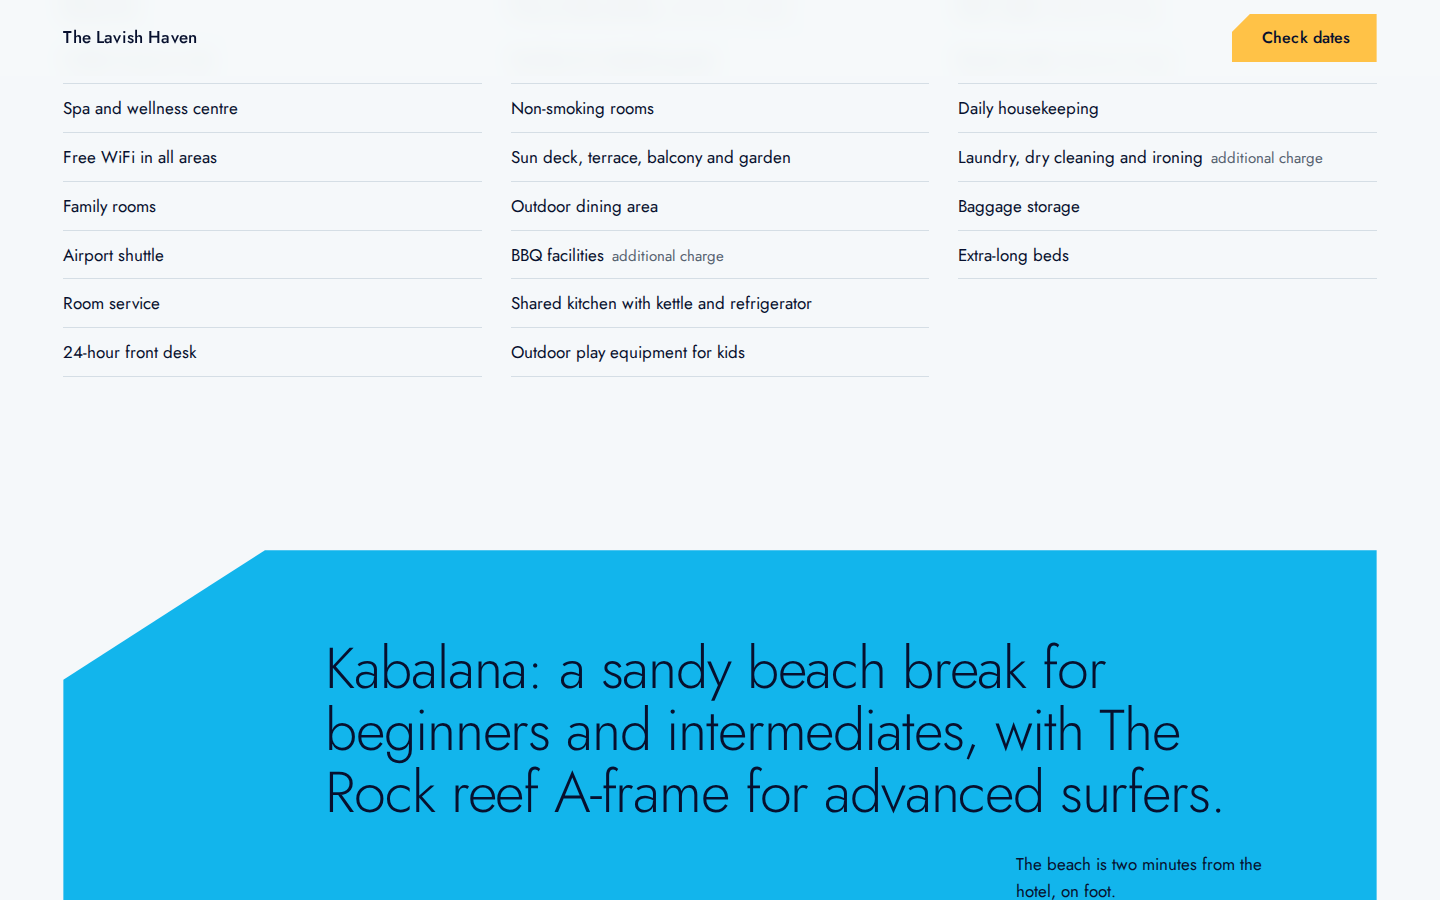 The Lavish Haven
Check dates
Spa and wellness centre
Free WiFi in all areas
Family rooms
Airport shuttle
Room service
24-hour front desk
Non-smoking rooms
Sun deck, terrace, balcony and garden
Outdoor dining area
BBQ facilities additional charge
Shared kitchen with kettle and refrigerator
Outdoor play equipment for kids
Daily housekeeping
Laundry, dry cleaning and ironing additional charge
Baggage storage
Extra-long beds
Kabalana: a sandy beach break for
beginners and intermediates, with The
Rock reef A-frame for advanced surfers.
The beach is two minutes from the
hotel, on foot.